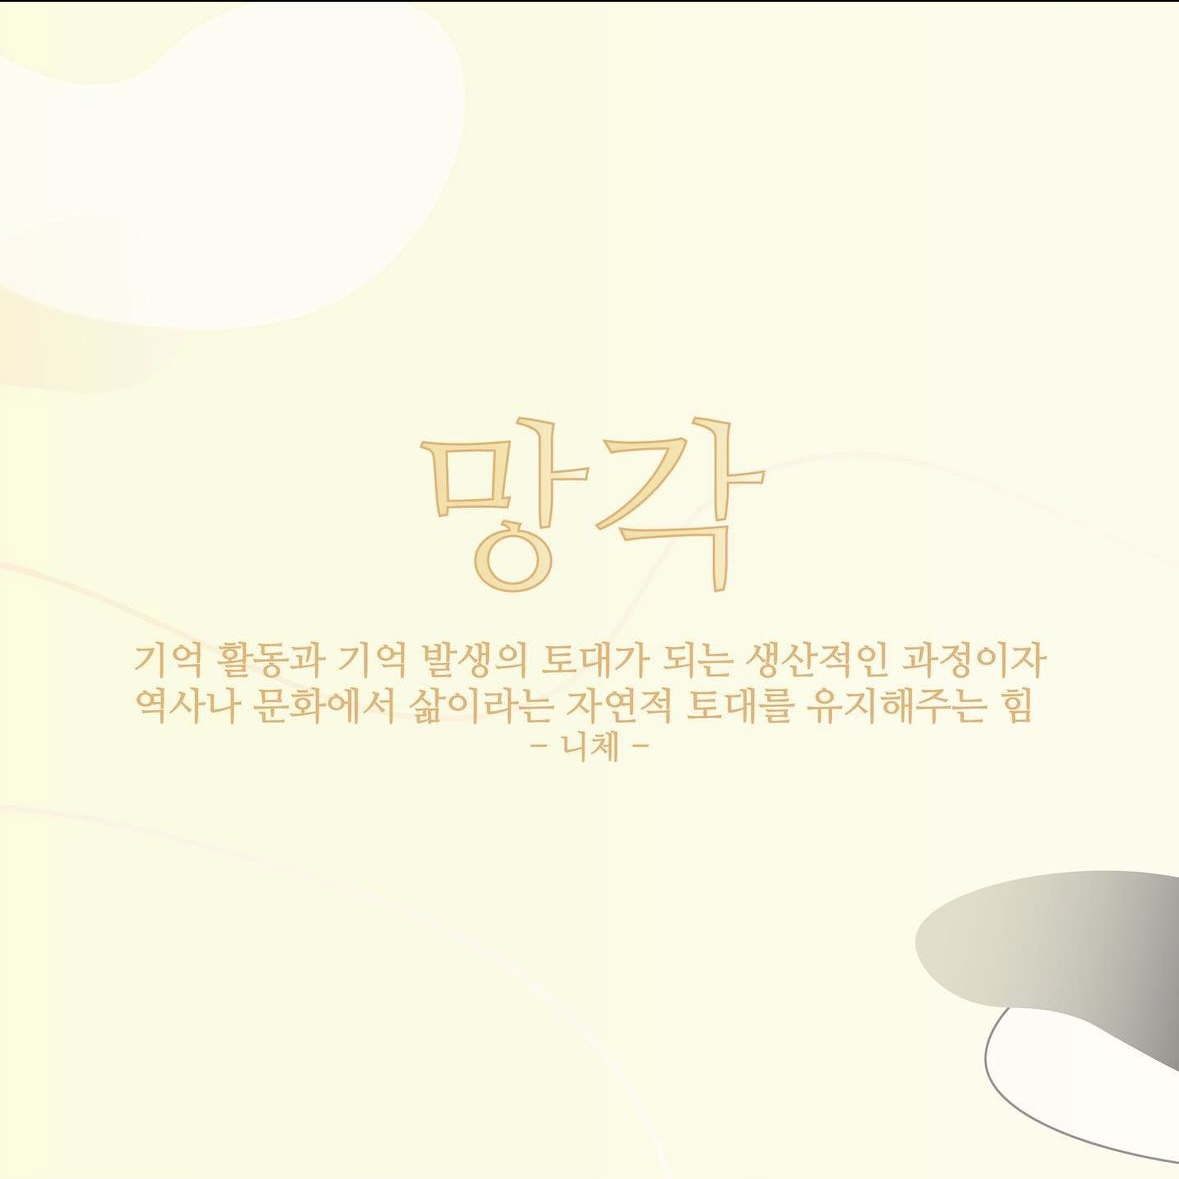 망각
기억 활동과 기억 발생의 토대가 되는 생산적인 과정이자
역사나 문화에서 삶이라는 자연적 토대를 유지해주는 힘
- 니체 -